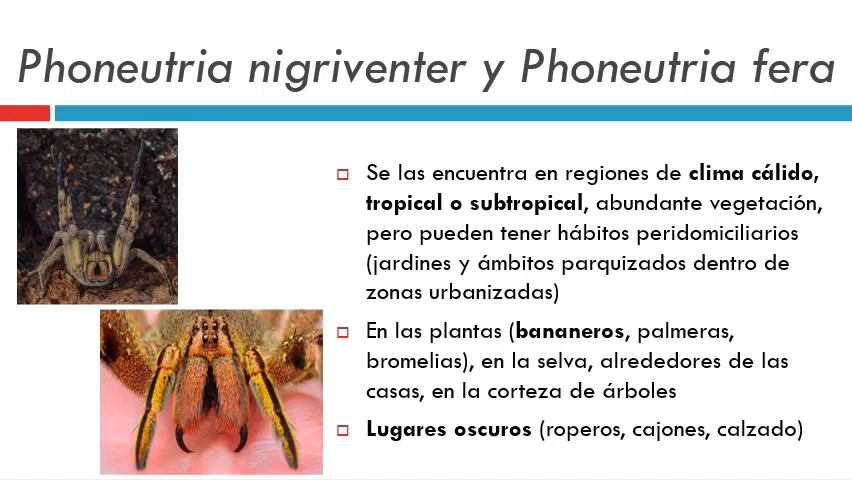 Phoneutria nigriventer y Phoneutria fera
Se las encuentra en regiones de clima cálido,
tropical o subtropical, abundante vegetación,
pero pueden tener hábitos peridomiciliarios
(jardines y ámbitos parquizados dentro de
zonas urbanizadas)
En las plantas (bananeros, palmeras,
bromelias), en la selva, alrededores de las
casas, en la corteza de árboles
Lugares oscuros (roperos, cajones, calzado)